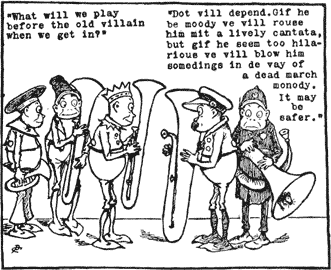 "What will we play
before the old villain
when we get in?"
"Dot vill depend.Gif he
be moody ve vill rouse
him mit a lively cantata,
but gif he seem too hila-
rious ve vill blow him
somedings in de vay of
a dead march
monody.
It may
be
safer."